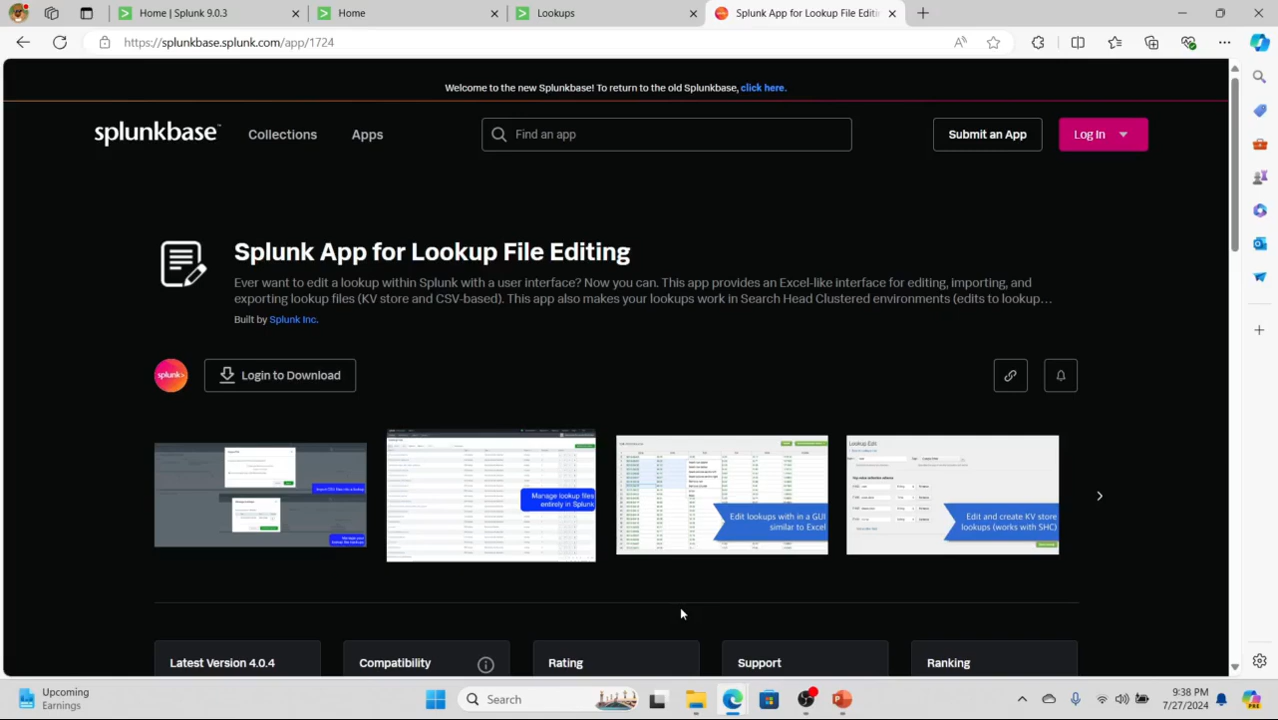 Home | Splunk 9.0.3
Home
Lookups
Splunk App for Lookup File Editin
https://splunkbase.splunk.com/app/1724
Welcome to the new Splunkbase! To return to the old Splunkbase, click here.
splunkbase™
Collections
Apps
Find an app
Submit an App
Log In
Splunk App for Lookup File Editing
Ever want to edit a lookup within Splunk with a user interface? Now you can. This app provides an Excel-like interface for editing, importing, and
exporting lookup files (KV store and CSV-based). This app also makes your lookups work in Search Head Clustered environments (edits to lookup…
Built by Splunk Inc.
splunk>
Login to Download
Manage lookup files
entirely in Splunk
Edit lookups with in a GUI
similar to Excel
Edit and create KV store
lookups (works with SHC)
Latest Version 4.0.4
Compatibility
Rating
Support
Ranking
Upcoming
Earnings
Search
9:38 PM
7/27/2024